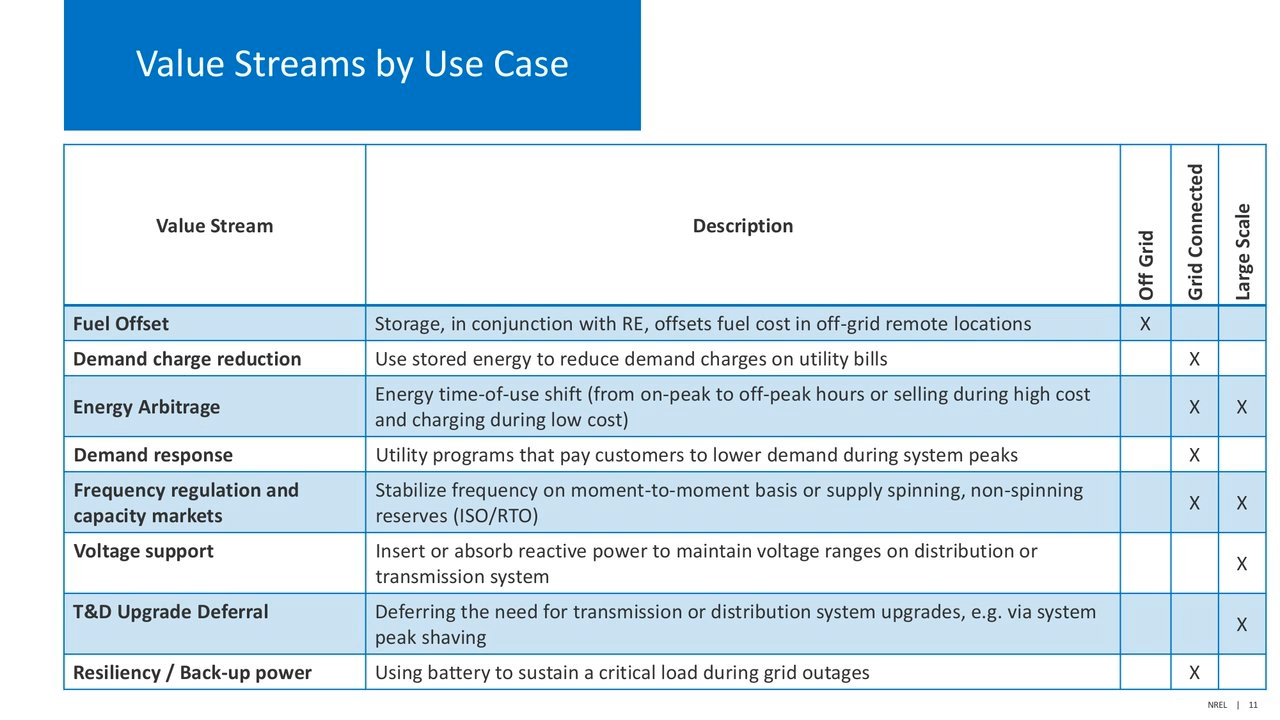 Value Streams by Use Case
Value Stream
Description
Off Grid
Grid Connected
Large Scale
Fuel Offset
Storage, in conjunction with RE, offsets fuel cost in off-grid remote locations
X
Demand charge reduction
Use stored energy to reduce demand charges on utility bills
X
Energy Arbitrage
Energy time-of-use shift (from on-peak to off-peak hours or selling during high cost
and charging during low cost)
X
X
Demand response
Utility programs that pay customers to lower demand during system peaks
X
Frequency regulation and
capacity markets
Stabilize frequency on moment-to-moment basis or supply spinning, non-spinning
reserves (ISO/RTO)
X
X
Voltage support
Insert or absorb reactive power to maintain voltage ranges on distribution or
transmission system
X
T&D Upgrade Deferral
Deferring the need for transmission or distribution system upgrades, e.g. via system
peak shaving
X
Resiliency / Back-up power
Using battery to sustain a critical load during grid outages
X
NREL | 11